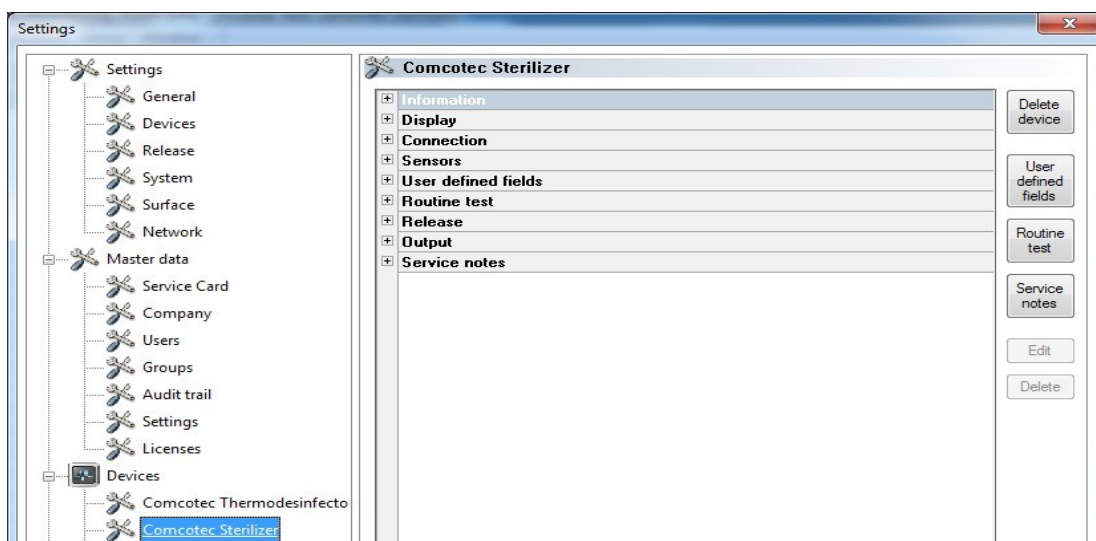 Settings
Settings
General
Devices
Release
System
Surface
Network
Master data
Service Card
Company
Users
Groups
Audit trail
Settings
Licenses
Devices
Comcotec Thermodesinfecto
Comcotec Sterilizer
Comcotec Sterilizer
Information
Display
Connection
Sensors
User defined fields
Routine test
Release
Output
Service notes
Delete
device
User
defined
fields
Routine
test
Service
notes
Edit
Delete